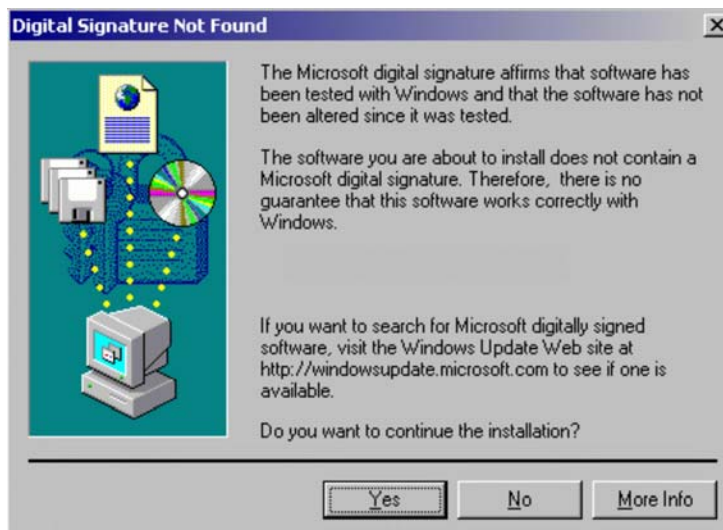 Digital Signature Not Found
The Microsoft digital signature affirms that software has
been tested with Windows and that the software has not
been altered since it was tested.
The software you are about to install does not contain a
Microsoft digital signature. Therefore, there is no
guarantee that this software works correctly with
Windows.
If you want to search for Microsoft digitally signed
software, visit the Windows Update Web site at
http://windowsupdate.microsoft.com to see if one is
available.
Do you want to continue the installation?
Yes No More Info